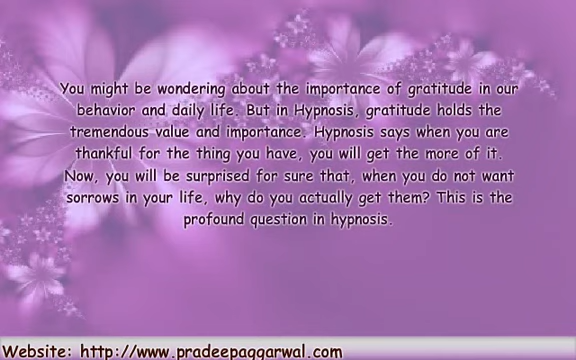 You might be wondering about the importance of gratitude in our
behavior and daily life. But in Hypnosis, gratitude holds the
tremendous value and importance. Hypnosis says when you are
thankful for the thing you have, you will get the more of it.
Now, you will be surprised for sure that, when you do not want
sorrows in your life, why do you actually get them? This is the
profound question in hypnosis.
Website: http://www.pradeepaggarwal.com/